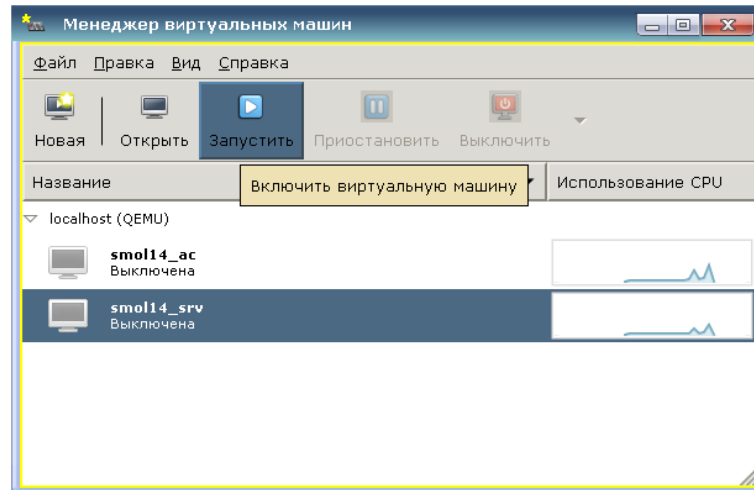 Менеджер виртуальных машин
Файл Правка Вид Справка
Новая Открыть Запустить Приостановить Выключить
Название Использование CPU
Включить виртуальную машину
localhost (QEMU)
smol14_ac
Выключена
smol14_srv
Выключена